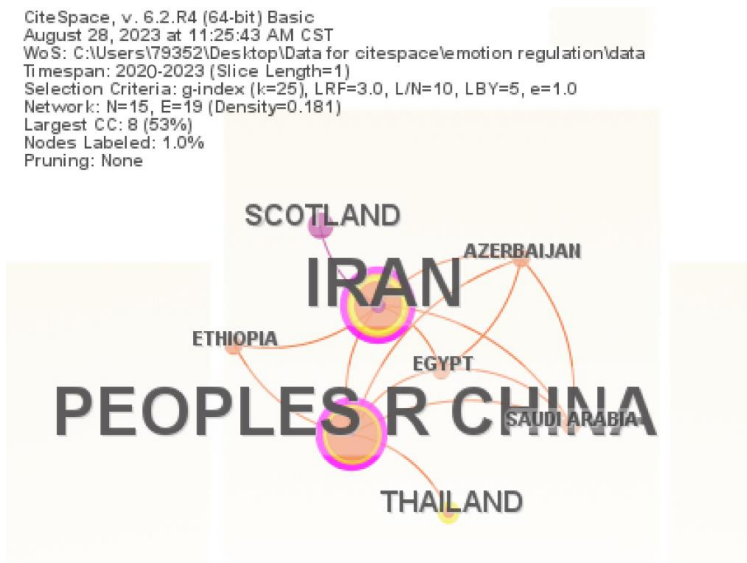 CiteSpace, v. 6.2.R4 (64-bit) Basic
August 28, 2023 at 11:25:43 AM CST
WoS: C:\Users\79352\Desktop\Data for citespace\emotion regulation\data
Timespan: 2020-2023 (Slice Length=1)
Selection Criteria: g-index (k=25), LRF=3.0, L/N=10, LBY=5, e=1.0
Network: N=15, E=19 (Density=0.181)
Largest CC: 8 (53%)
Nodes Labeled: 1.0%
Pruning: None
SCOTLAND
AZERBAIJAN
IRAN
ETHIOPIA
EGYPT
PEOPLES R CHINA
SAUDI ARABIA
THAILAND